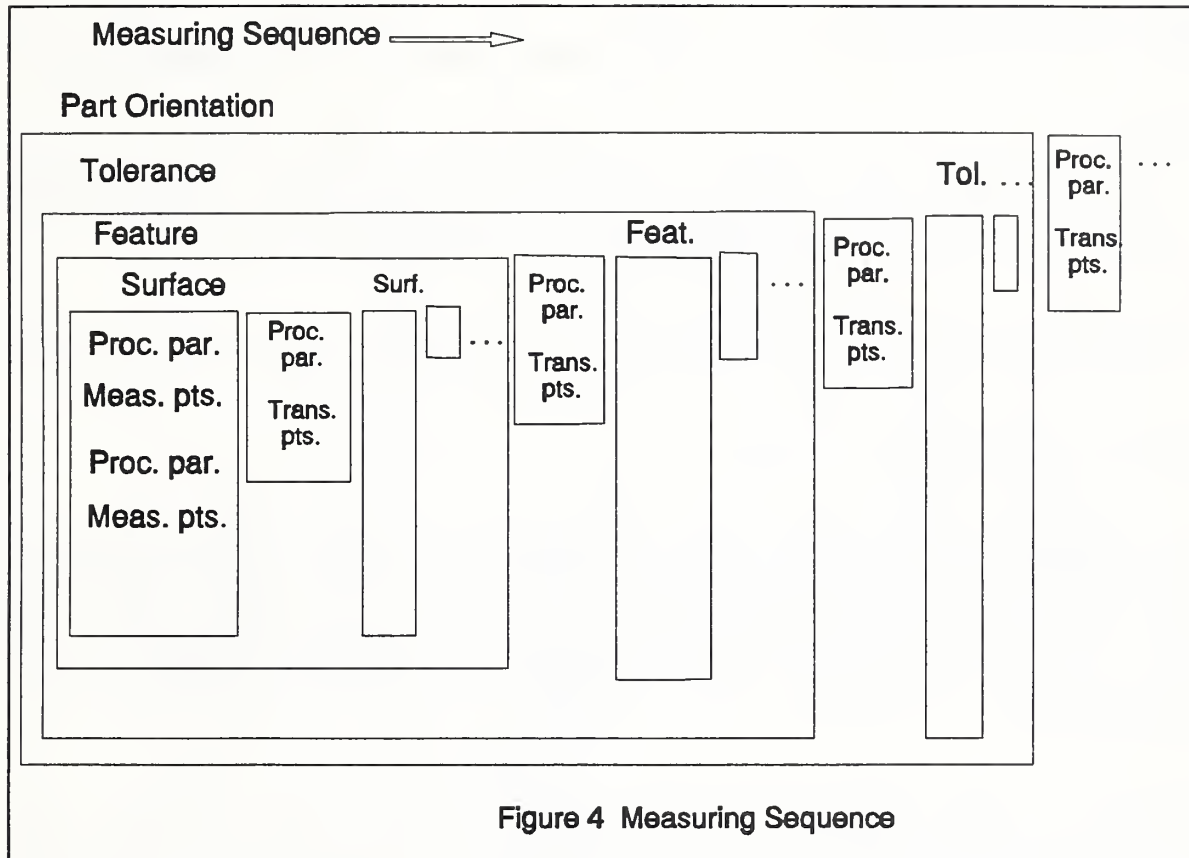 Measuring Sequence
Part Orientation
Tolerance
Tol. ...
Proc.
par.
Trans.
pts.
...
Feature
Feat.
Proc.
par.
Trans.
pts.
Surface
Surf.
Proc.
par.
Trans.
pts.
...
Proc. par.
Meas. pts.
Proc. par.
Meas. pts.
Proc.
par.
Trans.
pts.
...
Figure 4 Measuring Sequence